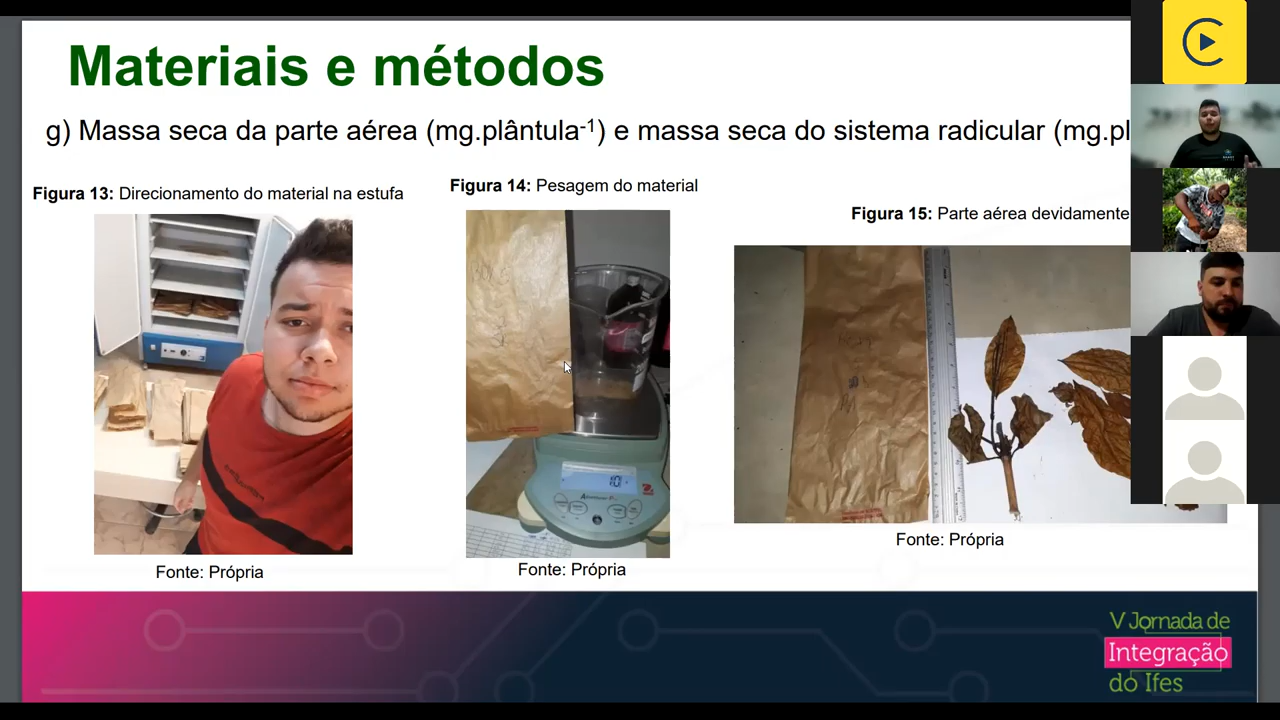 Materiais e métodos
g) Massa seca da parte aérea (mg.plântula-¹) e massa seca do sistema radicular (mg.pl
Figura 13: Direcionamento do material na estufa
Figura 14: Pesagem do material
Figura 15: Parte aérea devidamente
Fonte: Própria
Fonte: Própria
Fonte: Própria
V Jornada de
Integração
do Ifes